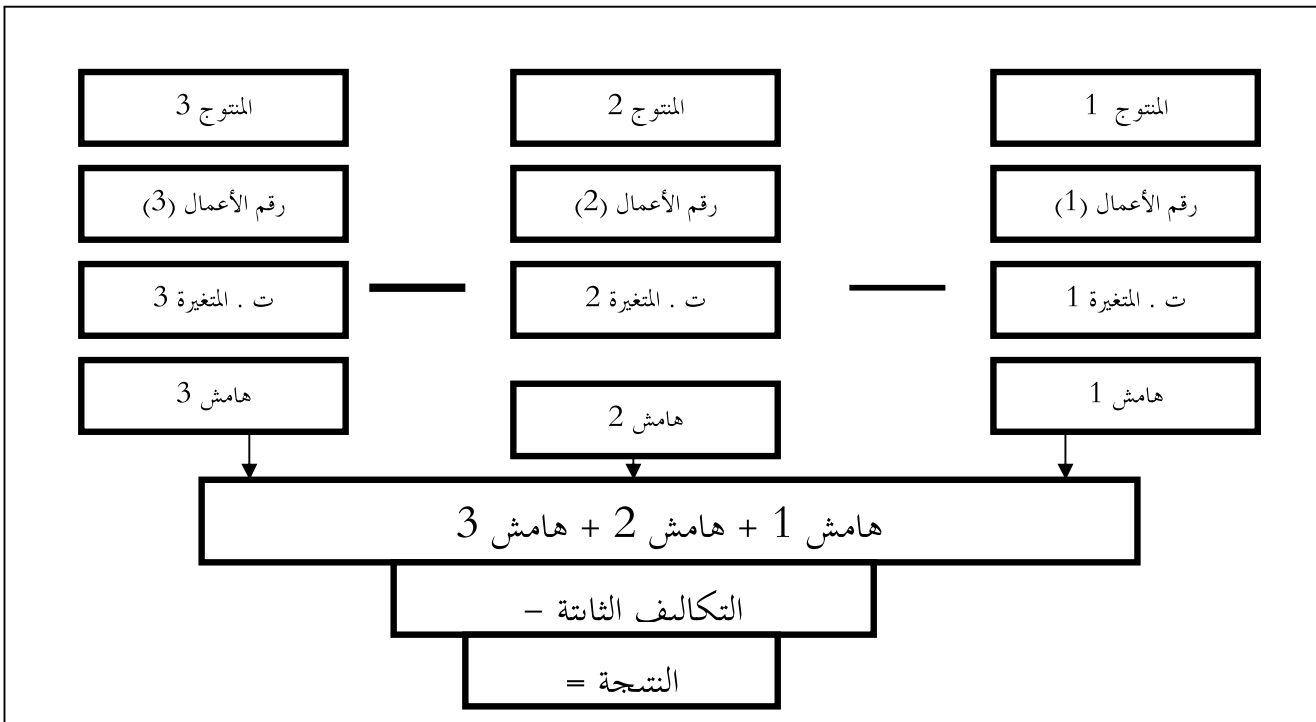 المنتوج 1
المنتوج 2
المنتوج 3
رقم الأعمال (1)
رقم الأعمال (2)
رقم الأعمال (3)
ت . المتغيرة 1
ت . المتغيرة 2
ت . المتغيرة 3
هامش 1
هامش 2
هامش 3
هامش 1 + هامش 2 + هامش 3
التكاليف الثابتة –
النتيجة =